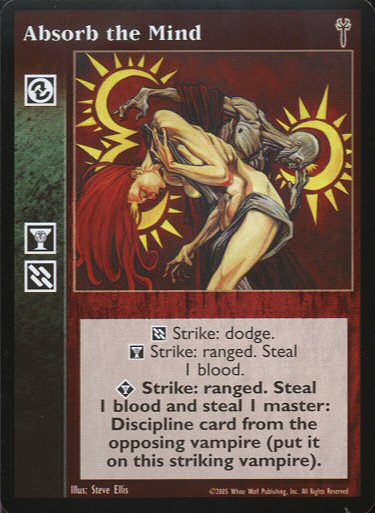 Absorb the Mind
Strike: dodge.
Strike: ranged. Steal
1 blood.
Strike: ranged. Steal
1 blood and steal 1 master:
Discipline card from the
opposing vampire (put it
on this striking vampire).
Illus: Steve Ellis
©2005 White Wolf Publishing, Inc. All Rights Reserved